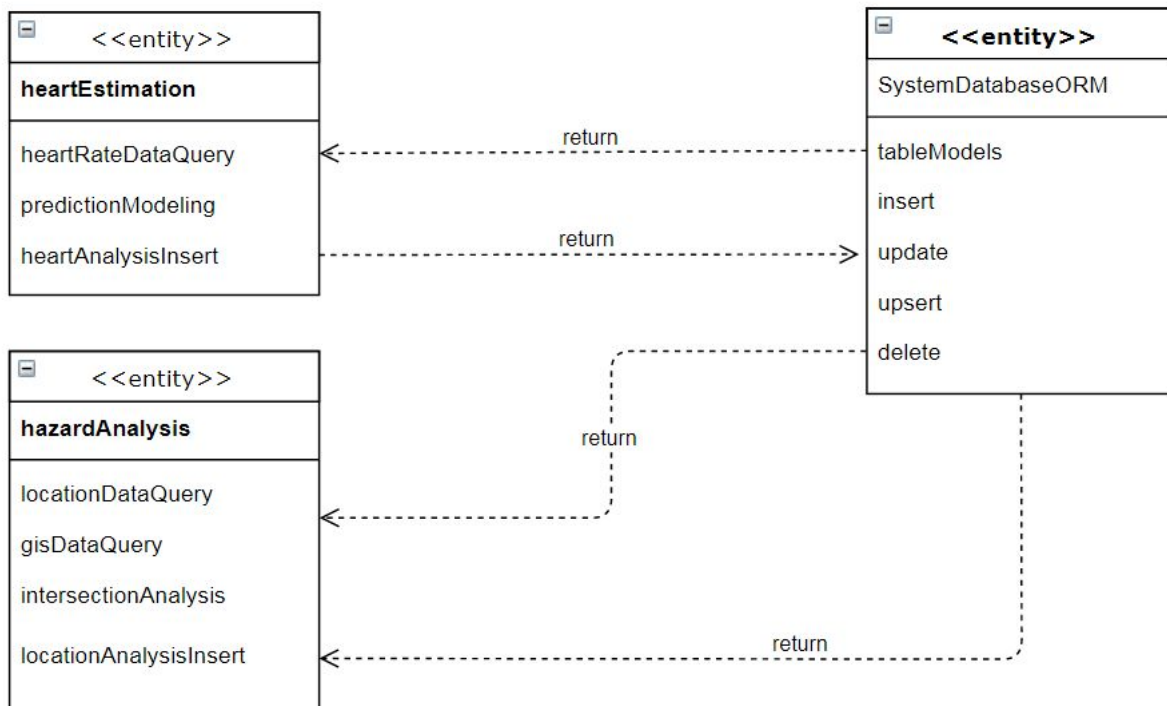 <<entity>>
heartEstimation
heartRateDataQuery
predictionModeling
heartAnalysisInsert
return
return
<<entity>>
SystemDatabaseORM
tableModels
insert
update
upsert
delete
<<entity>>
hazardAnalysis
locationDataQuery
gisDataQuery
intersectionAnalysis
locationAnalysisInsert
return
return